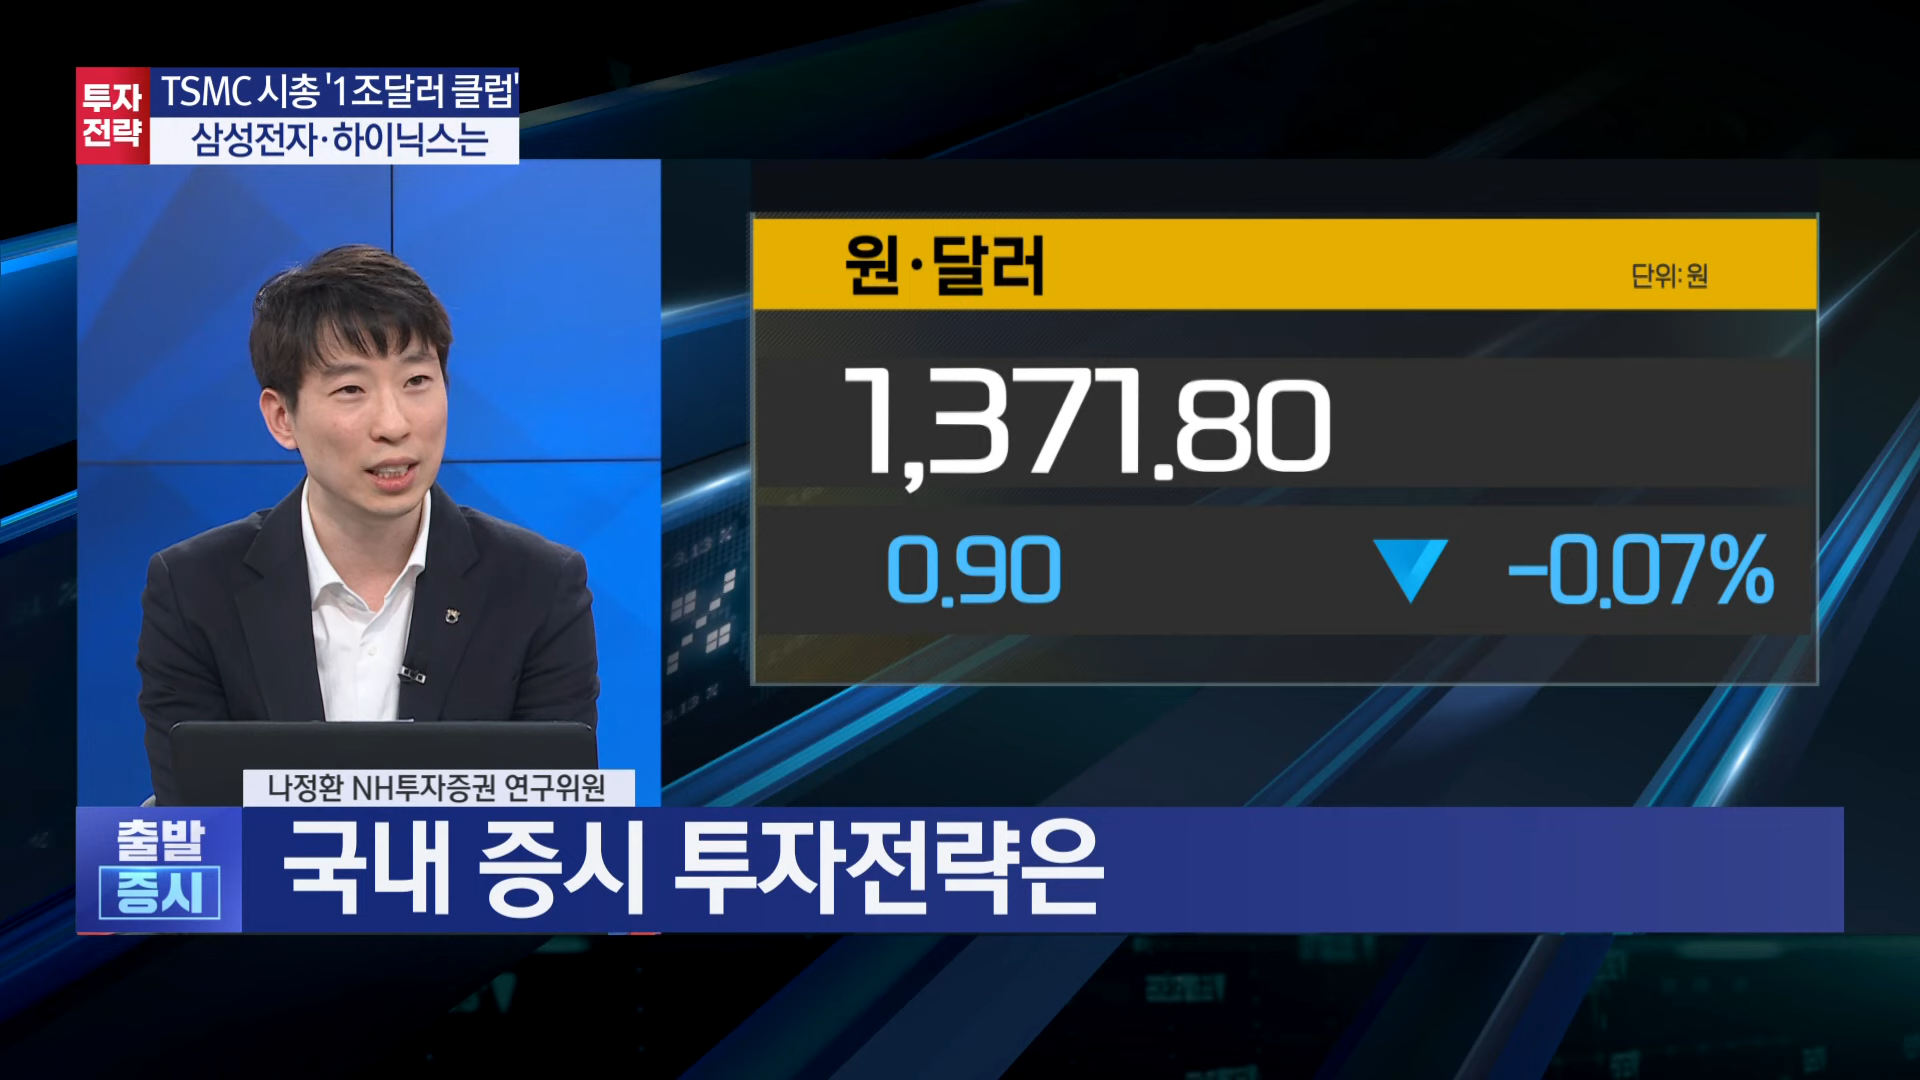 투자
전략
TSMC 시총 '1조달러 클럽'
삼성전자·하이닉스는
원·달러
단위:원
1,371.80
0.90 ▼ -0.07%
나정환 NH투자증권 연구위원
출발
증시
국내 증시 투자전략은